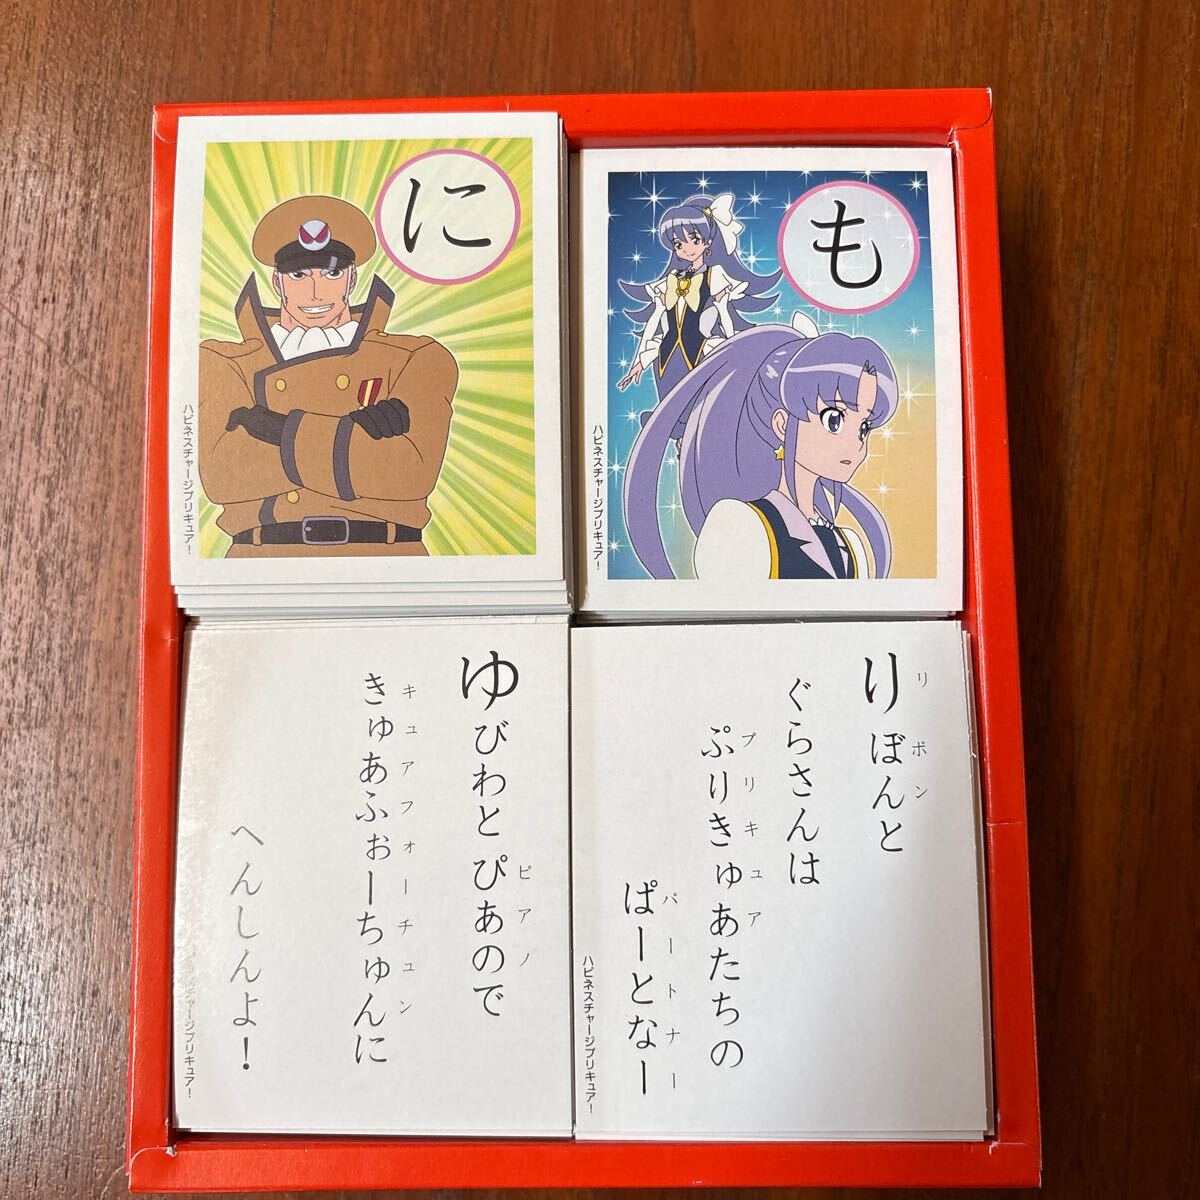 に
ハピネスチャージプリキュア！
も
ハピネスチャージプリキュア！
ゆびわとぴあので
ピアノ
きゅあふぉーちゅんに
キュアフォーチュン
へんしんよ！
チャージプリキュア！
りぼんと
リボン
ぐらさんは
ぷりきゅあたちの
プリキュア
ぱーとなー
パートナー
ハピネスチャージプリキュア！